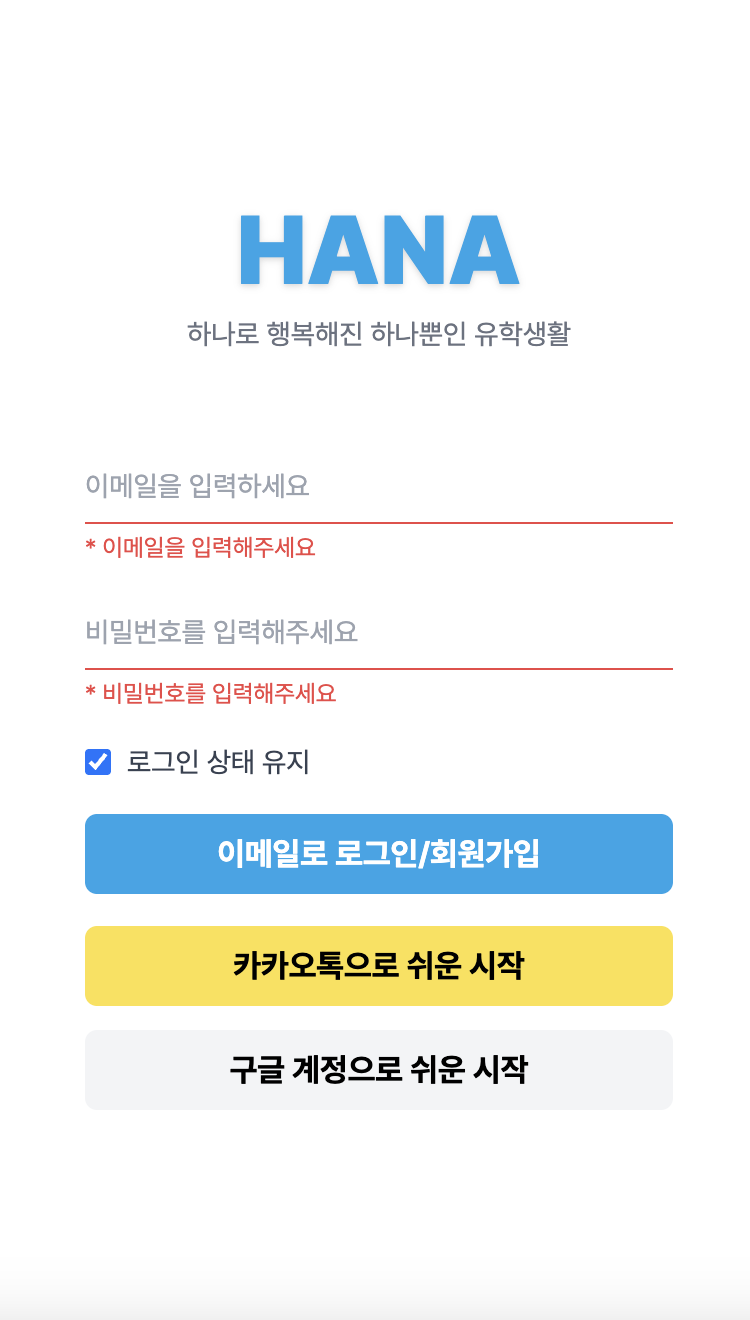 HANA
하나로 행복해진 하나뿐인 유학생활
이메일을 입력하세요
* 이메일을 입력해주세요
비밀번호를 입력해주세요
* 비밀번호를 입력해주세요
로그인 상태 유지
이메일로 로그인/회원가입
카카오톡으로 쉬운 시작
구글 계정으로 쉬운 시작